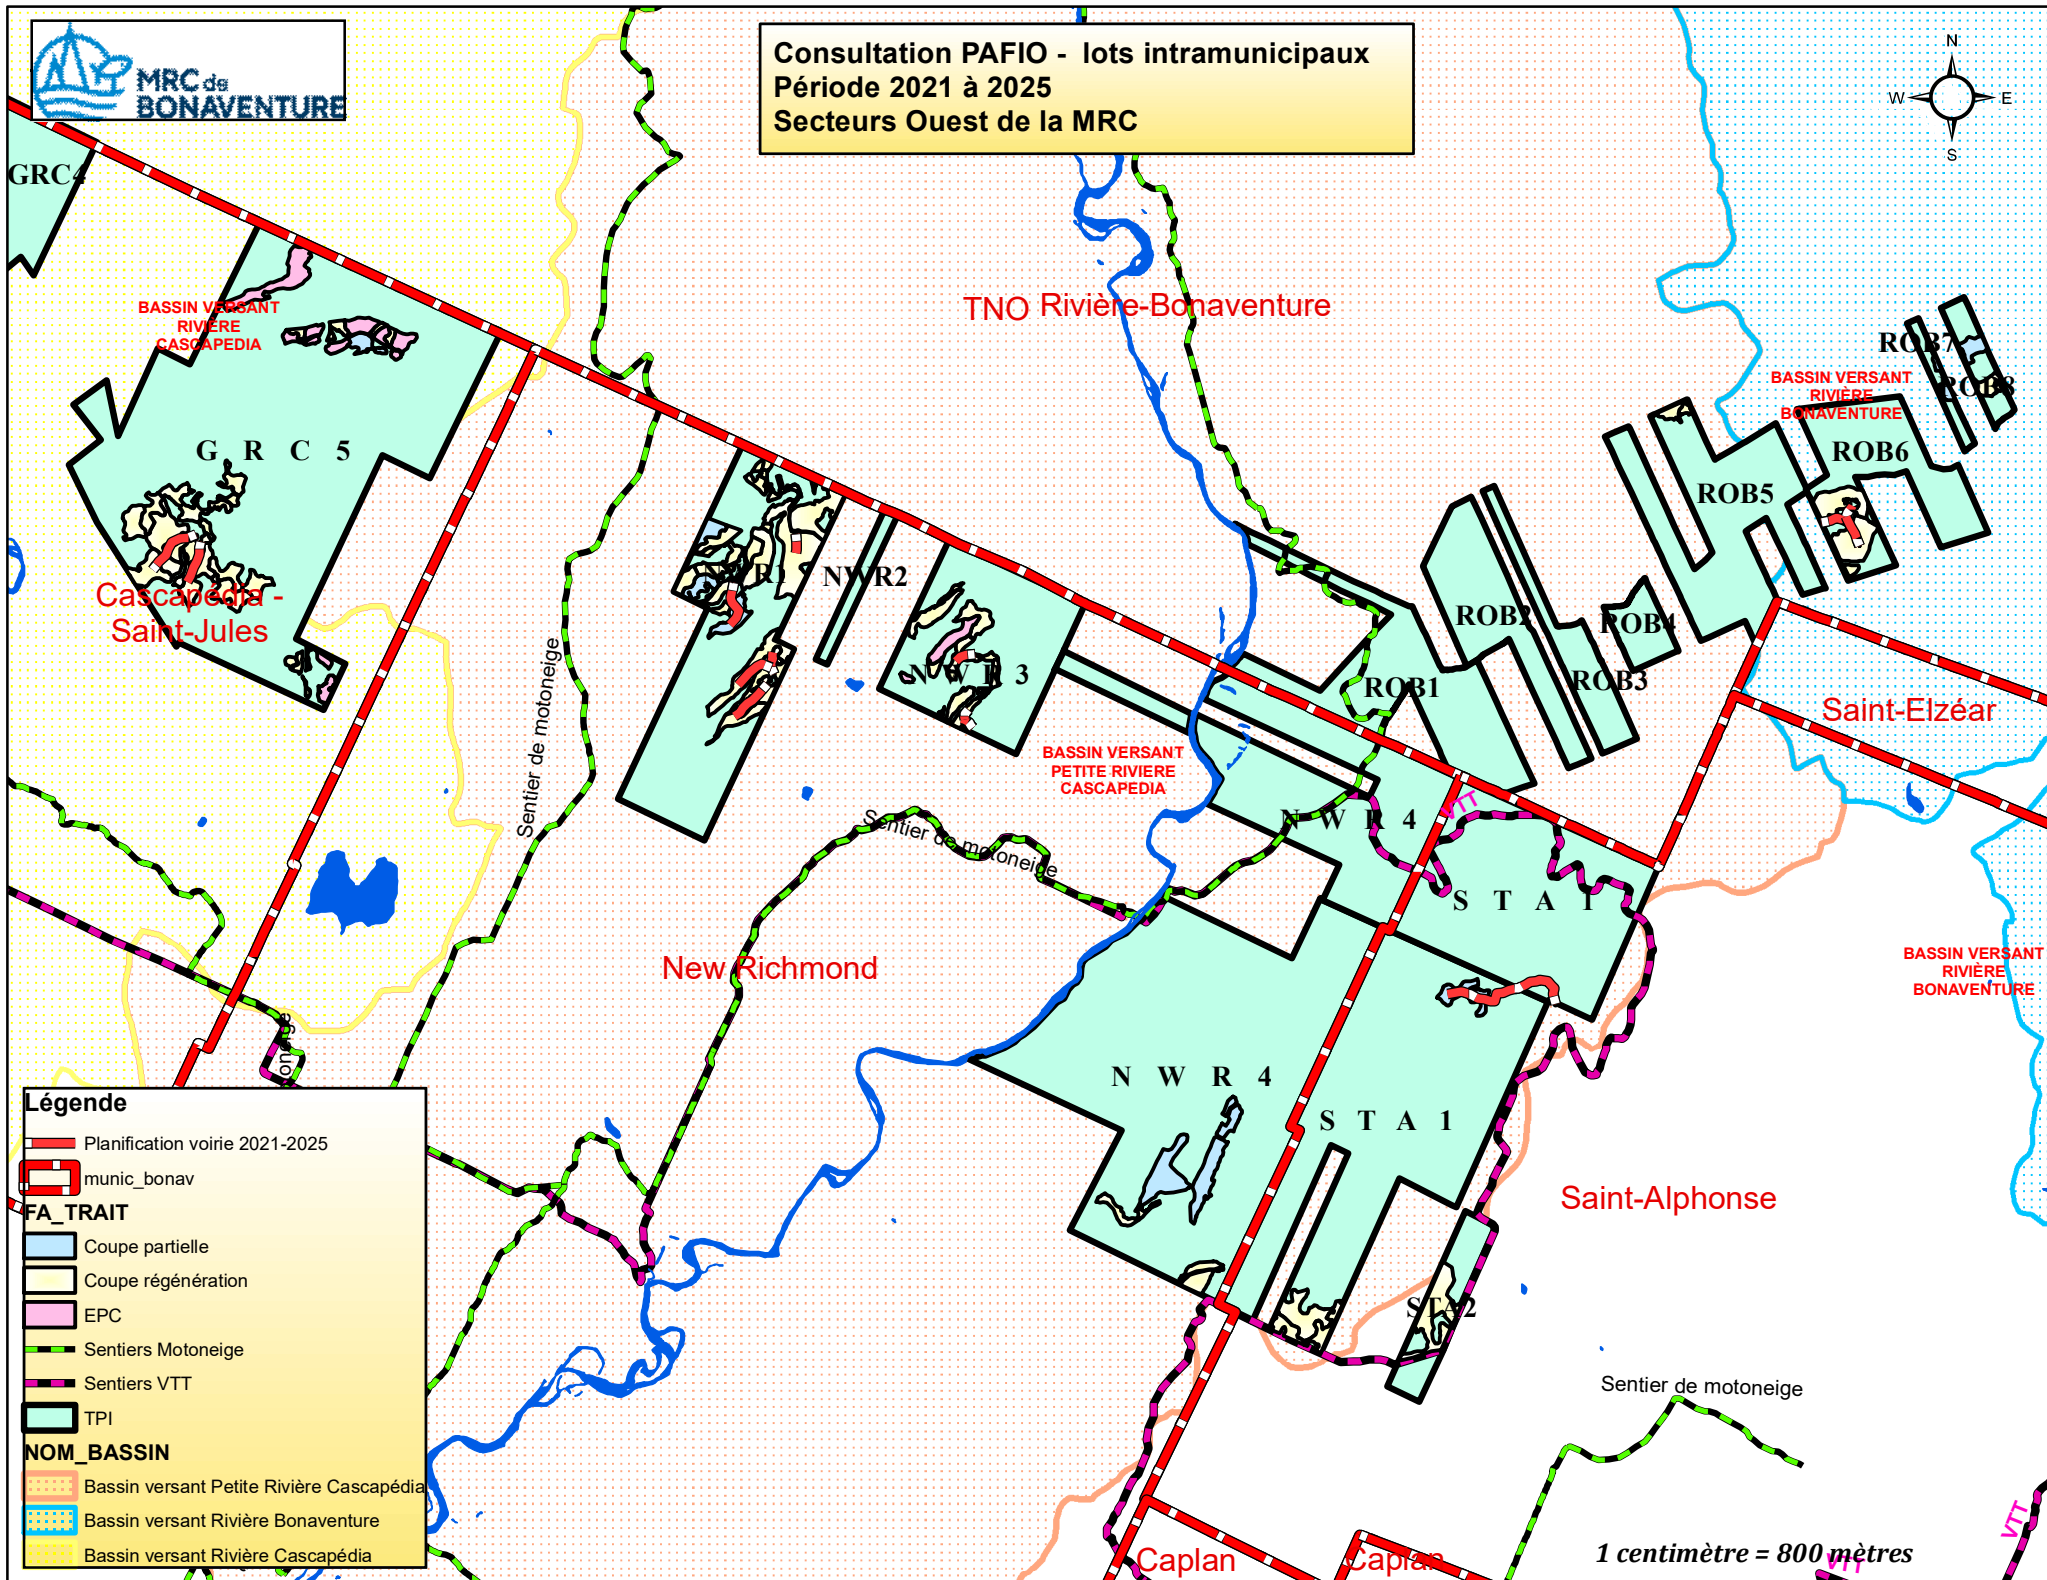 MRC de
BONAVENTURE
Consultation PAFIO - lots intramunicipaux
Période 2021 à 2025
Secteurs Ouest de la MRC
N
W
E
S
GRC4
BASSIN VERSANT
RIVIÈRE
CASCAPEDIA
TNO Rivière-Bonaventure
ROB7
ROB8
BASSIN VERSANT
RIVIÈRE
BONAVENTURE
G R C 5
ROB6
ROB5
NWR1
NWR2
Cascapédia -
Saint-Jules
ROB2
ROB4
N W R 3
ROB1
ROB3
Saint-Elzéar
Sentier de motoneige
BASSIN VERSANT
PETITE RIVIERE
CASCAPEDIA
VTT
N W R 4
Sentier de motoneige
S T A 1
New Richmond
BASSIN VERSANT
RIVIÈRE
BONAVENTURE
N W R 4
S T A 1
Saint-Alphonse
STA2
Sentier de motoneige
VTT
VTT
Caplan
Caplan
1 centimètre = 800 mètres
Légende
Planification voirie 2021-2025
munic_bonav
FA_TRAIT
Coupe partielle
Coupe régénération
EPC
Sentiers Motoneige
Sentiers VTT
TPI
NOM_BASSIN
Bassin versant Petite Rivière Cascapédia
Bassin versant Rivière Bonaventure
Bassin versant Rivière Cascapédia